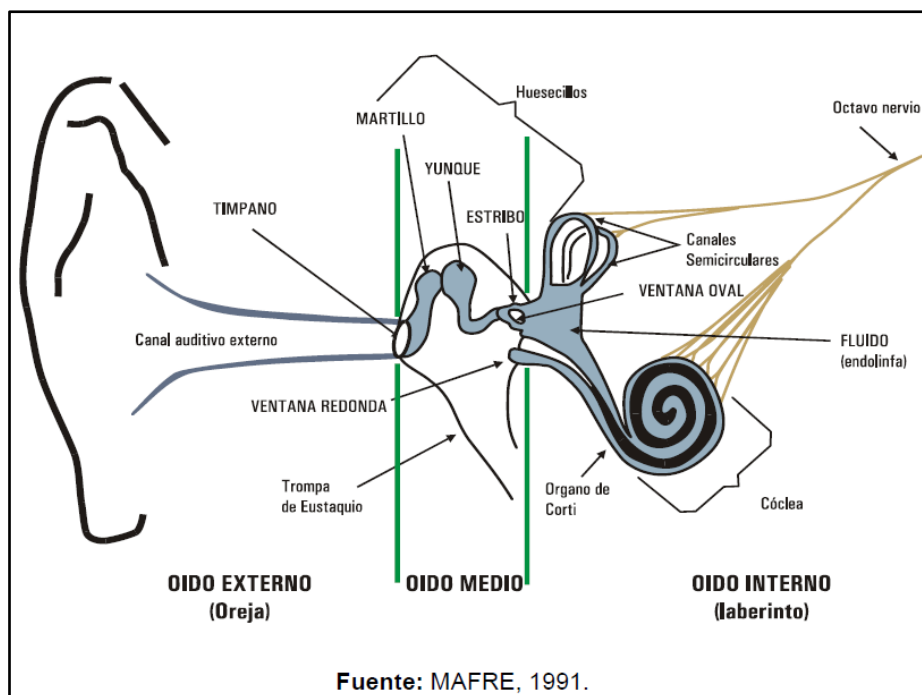 Huesecillos
MARTILLO
Octavo nervio
YUNQUE
TIMPANO
ESTRIBO
Canales
Semicirculares
VENTANA OVAL
Canal auditivo externo
FLUÍDO
(endolinfa)
VENTANA REDONDA
Trompa
de Eustaquio
Organo de
Corti
Cóclea
OIDO EXTERNO
(Oreja)
OIDO MEDIO
OIDO INTERNO
(laberinto)
Fuente: MAFRE, 1991.